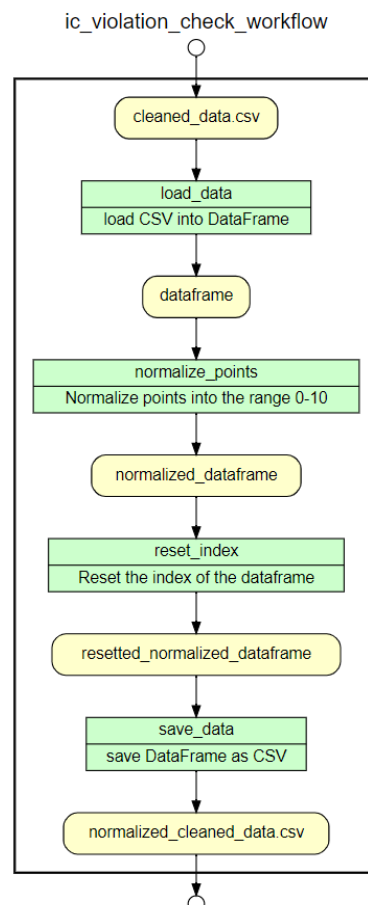 ic_violation_check_workflow
cleaned_data.csv
load_data
load CSV into DataFrame
dataframe
normalize_points
Normalize points into the range 0-10
normalized_dataframe
reset_index
Reset the index of the dataframe
resetted_normalized_dataframe
save_data
save DataFrame as CSV
normalized_cleaned_data.csv